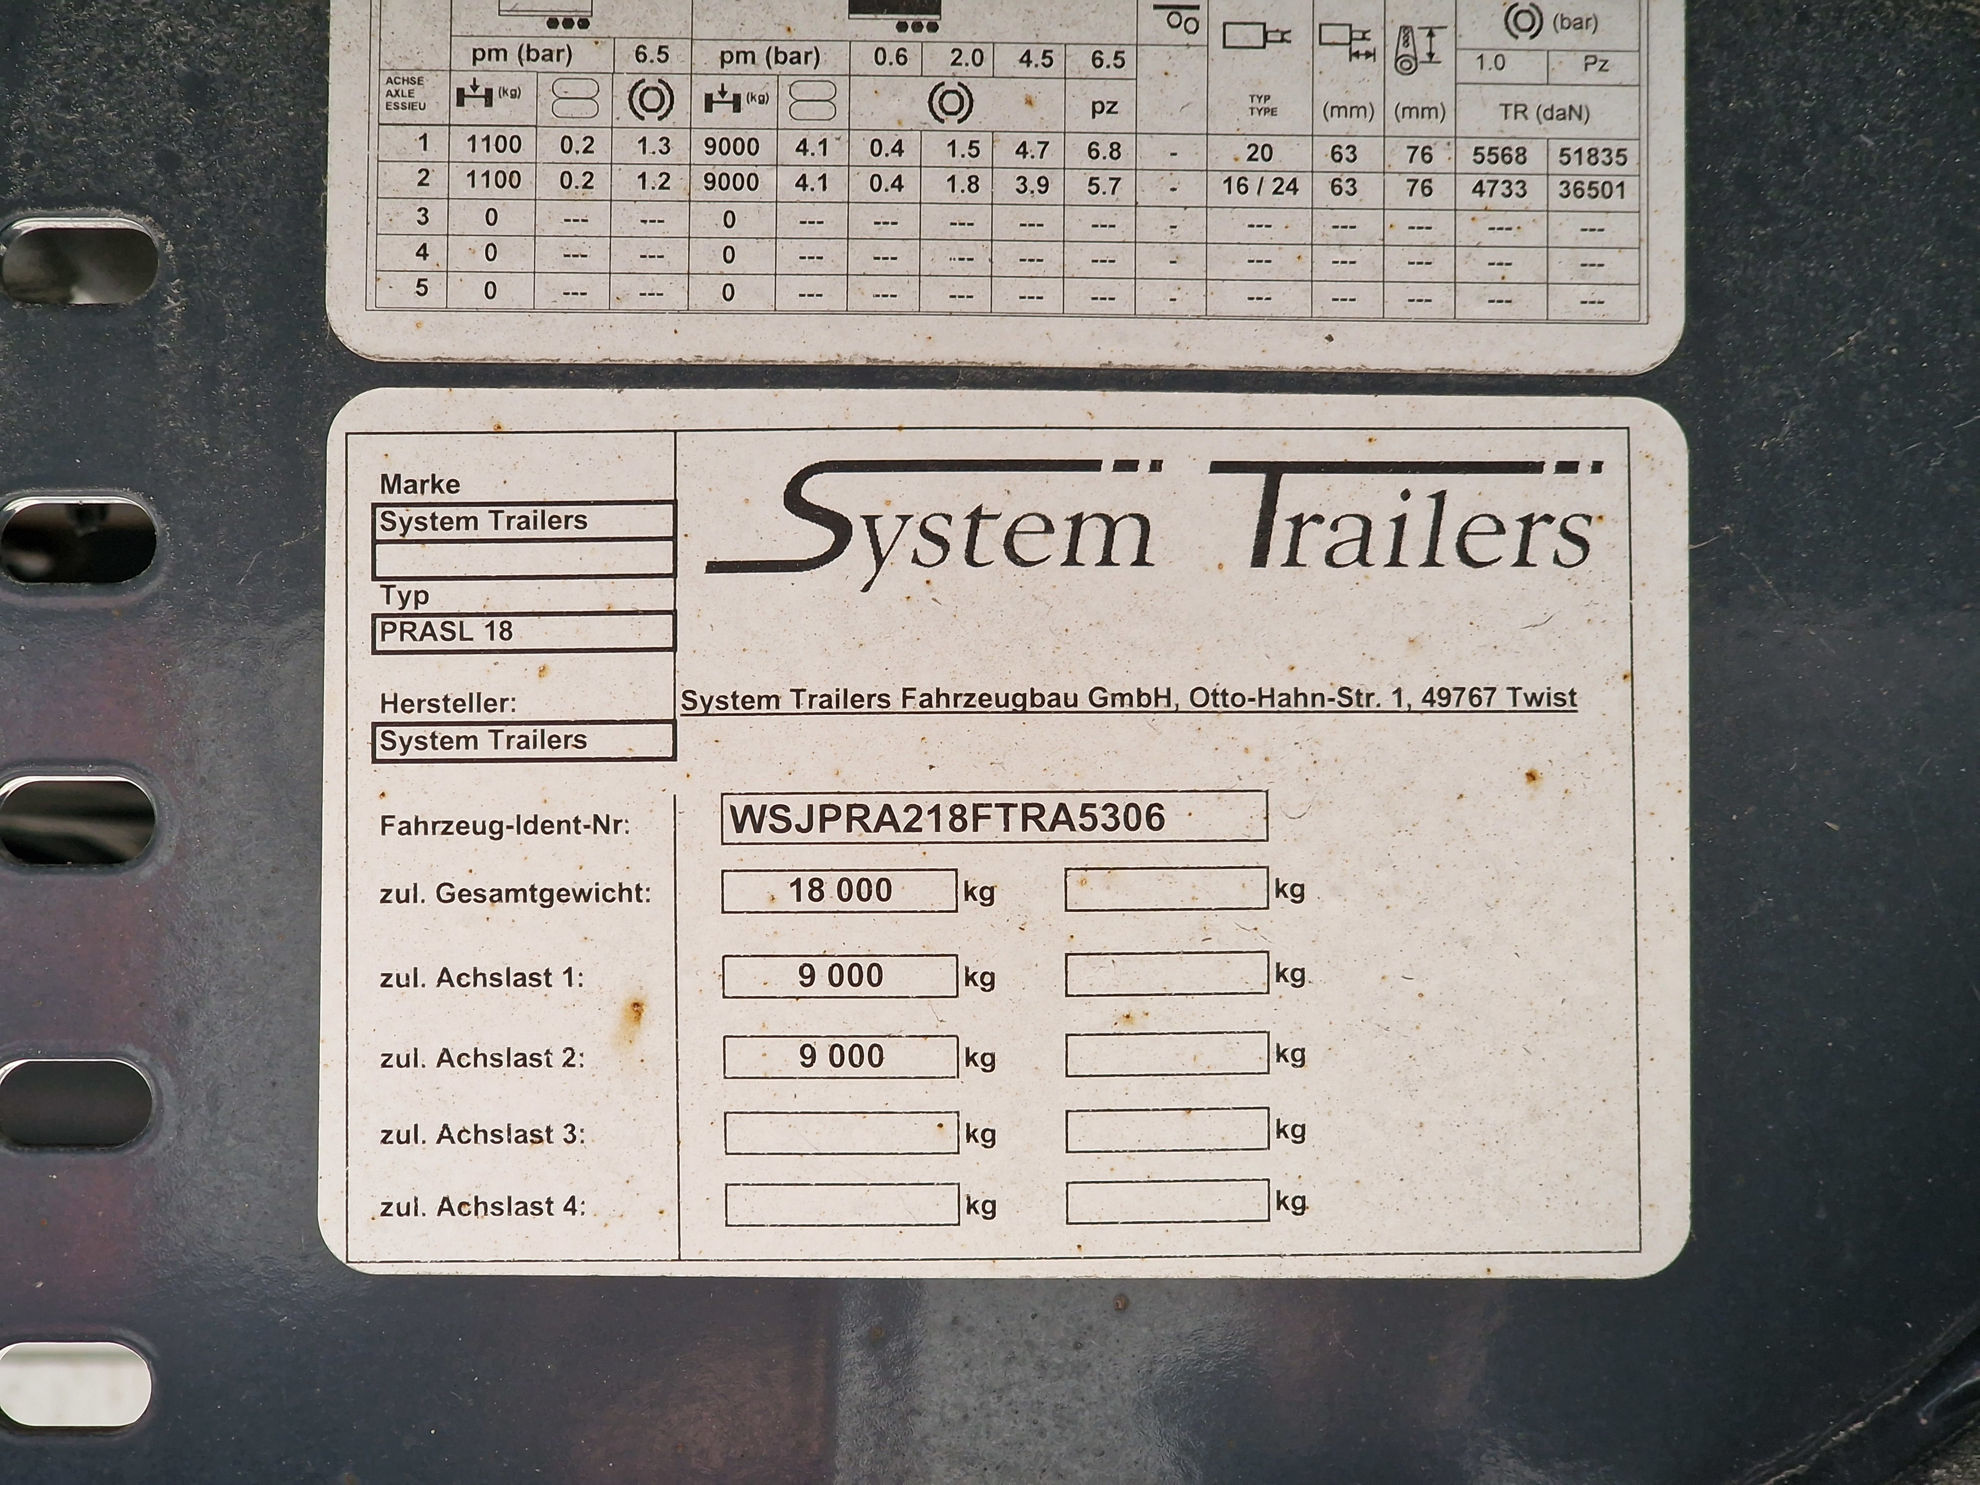 (bar)
pm (bar) 6.5 pm (bar) 0.6 2.0 4.5 6.5 1.0 Pz
ACHSE
AXLE
ESSIEU
(kg) (kg) pz TYP
TYPE (mm) (mm) TR (daN)
1 1100 0.2 1.3 9000 4.1 0.4 1.5 4.7 6.8 - 20 63 76 5568 51835
2 1100 0.2 1.2 9000 4.1 0.4 1.8 3.9 5.7 - 16 / 24 63 76 4733 36501
3 0 --- --- 0 --- --- --- --- --- - --- --- --- --- ---
4 0 --- --- 0 --- --- --- --- --- - --- --- --- --- ---
5 0 --- --- 0 --- --- --- --- --- - --- --- --- --- ---
Marke
System Trailers
System Trailers
Typ
PRASL 18
Hersteller: System Trailers Fahrzeugbau GmbH, Otto-Hahn-Str. 1, 49767 Twist
System Trailers
Fahrzeug-Ident-Nr: WSJPRA218FTRA5306
zul. Gesamtgewicht: 18 000 kg kg
zul. Achslast 1: 9 000 kg kg
zul. Achslast 2: 9 000 kg kg
zul. Achslast 3: kg kg
zul. Achslast 4: kg kg